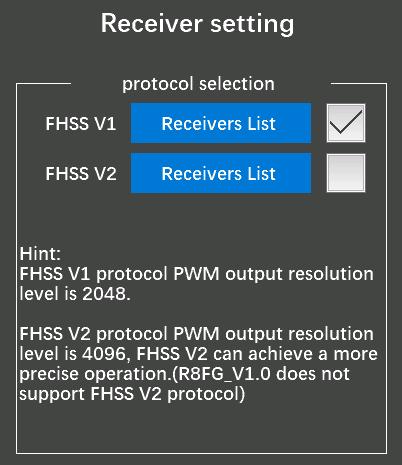 Receiver setting
protocol selection
FHSS V1 Receivers List
FHSS V2 Receivers List
Hint:
FHSS V1 protocol PWM output resolution
level is 2048.
FHSS V2 protocol PWM output resolution
level is 4096, FHSS V2 can achieve a more
precise operation.(R8FG_V1.0 does not
support FHSS V2 protocol)